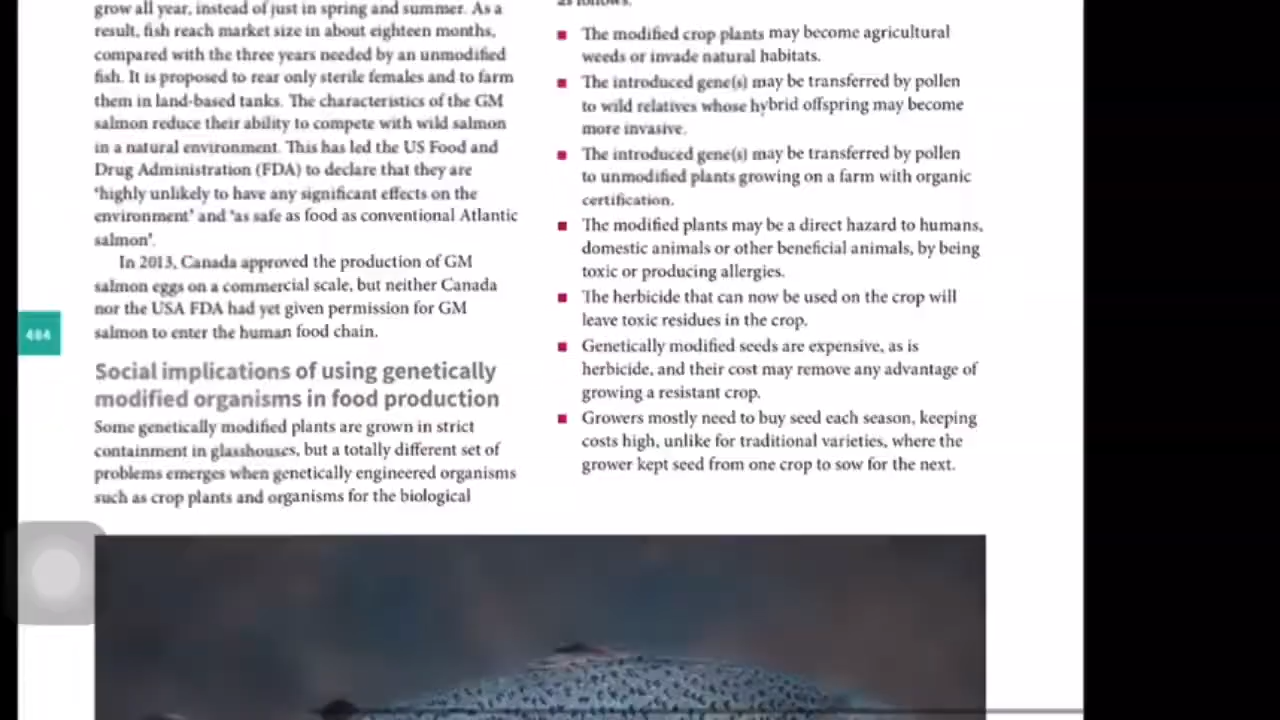 grow all year, instead of just in spring and summer. As a
result, fish reach market size in about eighteen months,
compared with the three years needed by an unmodified
fish. It is proposed to rear only sterile females and to farm
them in land-based tanks. The characteristics of the GM
salmon reduce their ability to compete with wild salmon
in a natural environment. This has led the US Food and
Drug Administration (FDA) to declare that they are
‘highly unlikely to have any significant effects on the
environment’ and ‘as safe as food as conventional Atlantic
salmon’.
In 2013, Canada approved the production of GM
salmon eggs on a commercial scale, but neither Canada
nor the USA FDA had yet given permission for GM
salmon to enter the human food chain.
484
Social implications of using genetically
modified organisms in food production
Some genetically modified plants are grown in strict
containment in glasshouses, but a totally different set of
problems emerges when genetically engineered organisms
such as crop plants and organisms for the biological
as follows.
■ The modified crop plants may become agricultural
weeds or invade natural habitats.
■ The introduced gene(s) may be transferred by pollen
to wild relatives whose hybrid offspring may become
more invasive.
■ The introduced gene(s) may be transferred by pollen
to unmodified plants growing on a farm with organic
certification.
■ The modified plants may be a direct hazard to humans,
domestic animals or other beneficial animals, by being
toxic or producing allergies.
■ The herbicide that can now be used on the crop will
leave toxic residues in the crop.
■ Genetically modified seeds are expensive, as is
herbicide, and their cost may remove any advantage of
growing a resistant crop.
■ Growers mostly need to buy seed each season, keeping
costs high, unlike for traditional varieties, where the
grower kept seed from one crop to sow for the next.